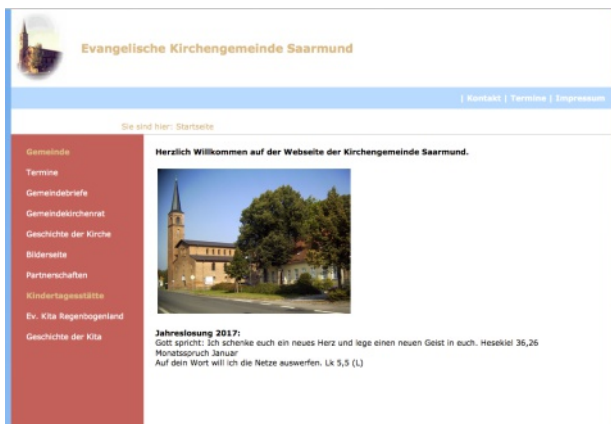 Evangelische Kirchengemeinde Saarmund
| Kontakt | Termine | Impressum
Sie sind hier: Startseite
Gemeinde
Termine
Gemeindebriefe
Gemeindekirchenrat
Geschichte der Kirche
Bilderseite
Partnerschaften
Kindertagesstätte
Ev. Kita Regenbogenland
Geschichte der Kita
Herzlich Willkommen auf der Webseite der Kirchengemeinde Saarmund.
Jahreslosung 2017:
Gott spricht: Ich schenke euch ein neues Herz und lege einen neuen Geist in euch. Hesekiel 36,26
Monatsspruch Januar
Auf dein Wort will ich die Netze auswerfen. Lk 5,5 (L)